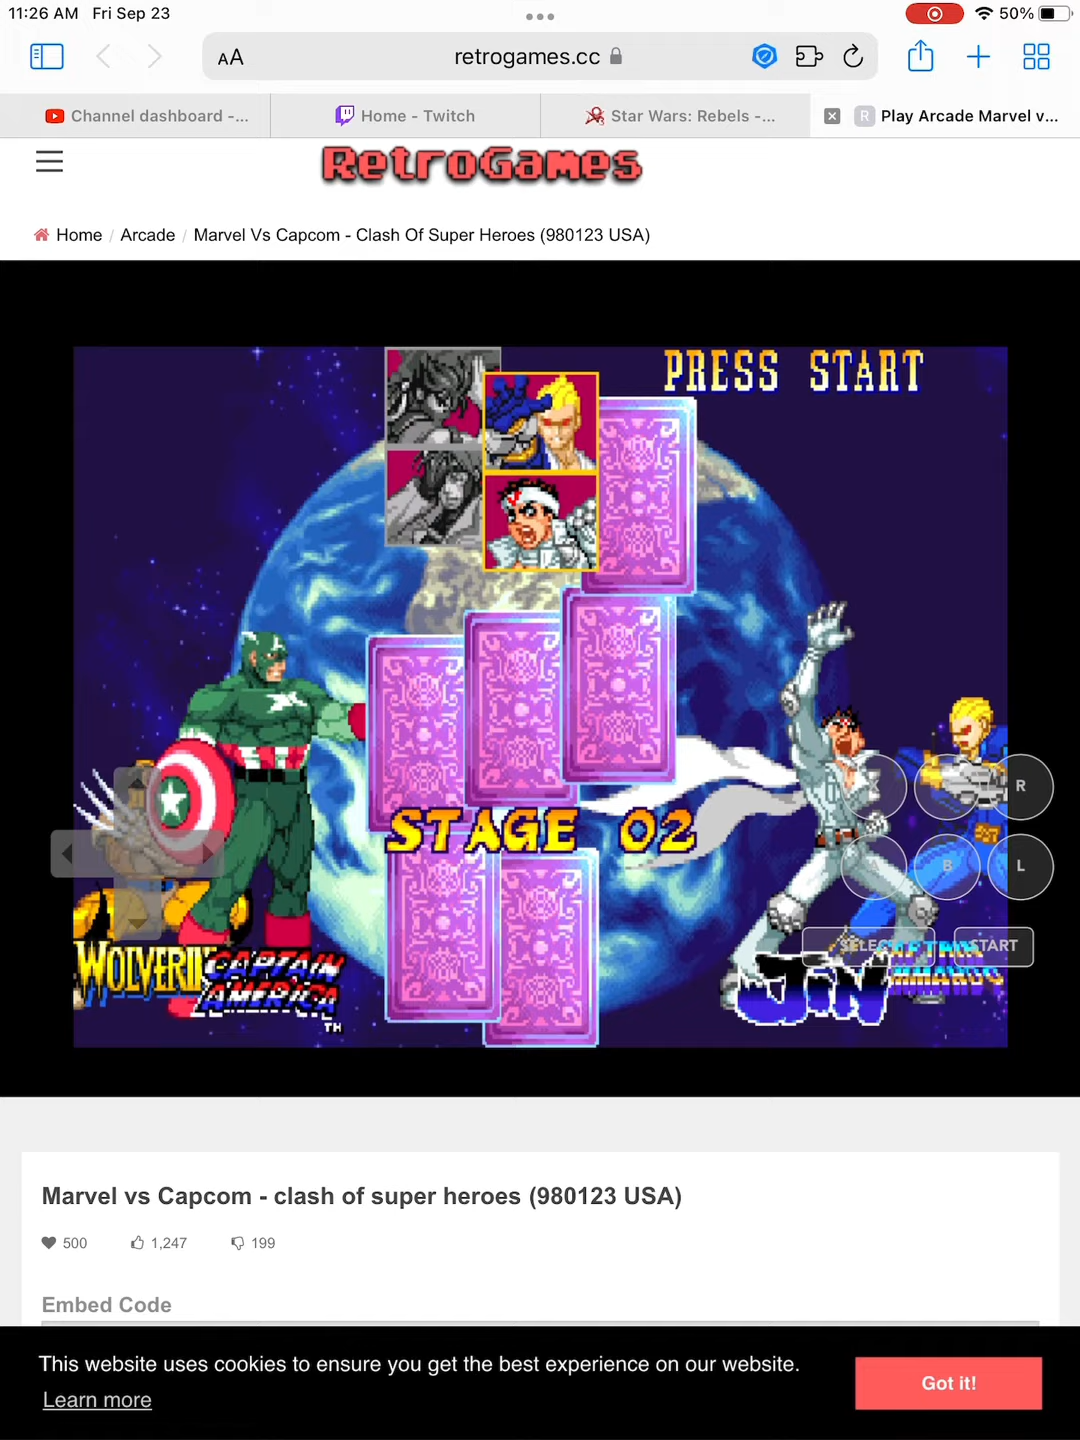 11:26 AM Fri Sep 23
50%
AA
retrogames.cc
Channel dashboard -...
Home - Twitch
Star Wars: Rebels -...
R
Play Arcade Marvel v...
RetroGames
Home / Arcade / Marvel Vs Capcom - Clash Of Super Heroes (980123 USA)
PRESS START
STAGE 02
R
B
L
SELECT
START
CAPTAIN
AMERICA
TM
JIN
Marvel vs Capcom - clash of super heroes (980123 USA)
500
1,247
199
Embed Code
This website uses cookies to ensure you get the best experience on our website.
Learn more
Got it!